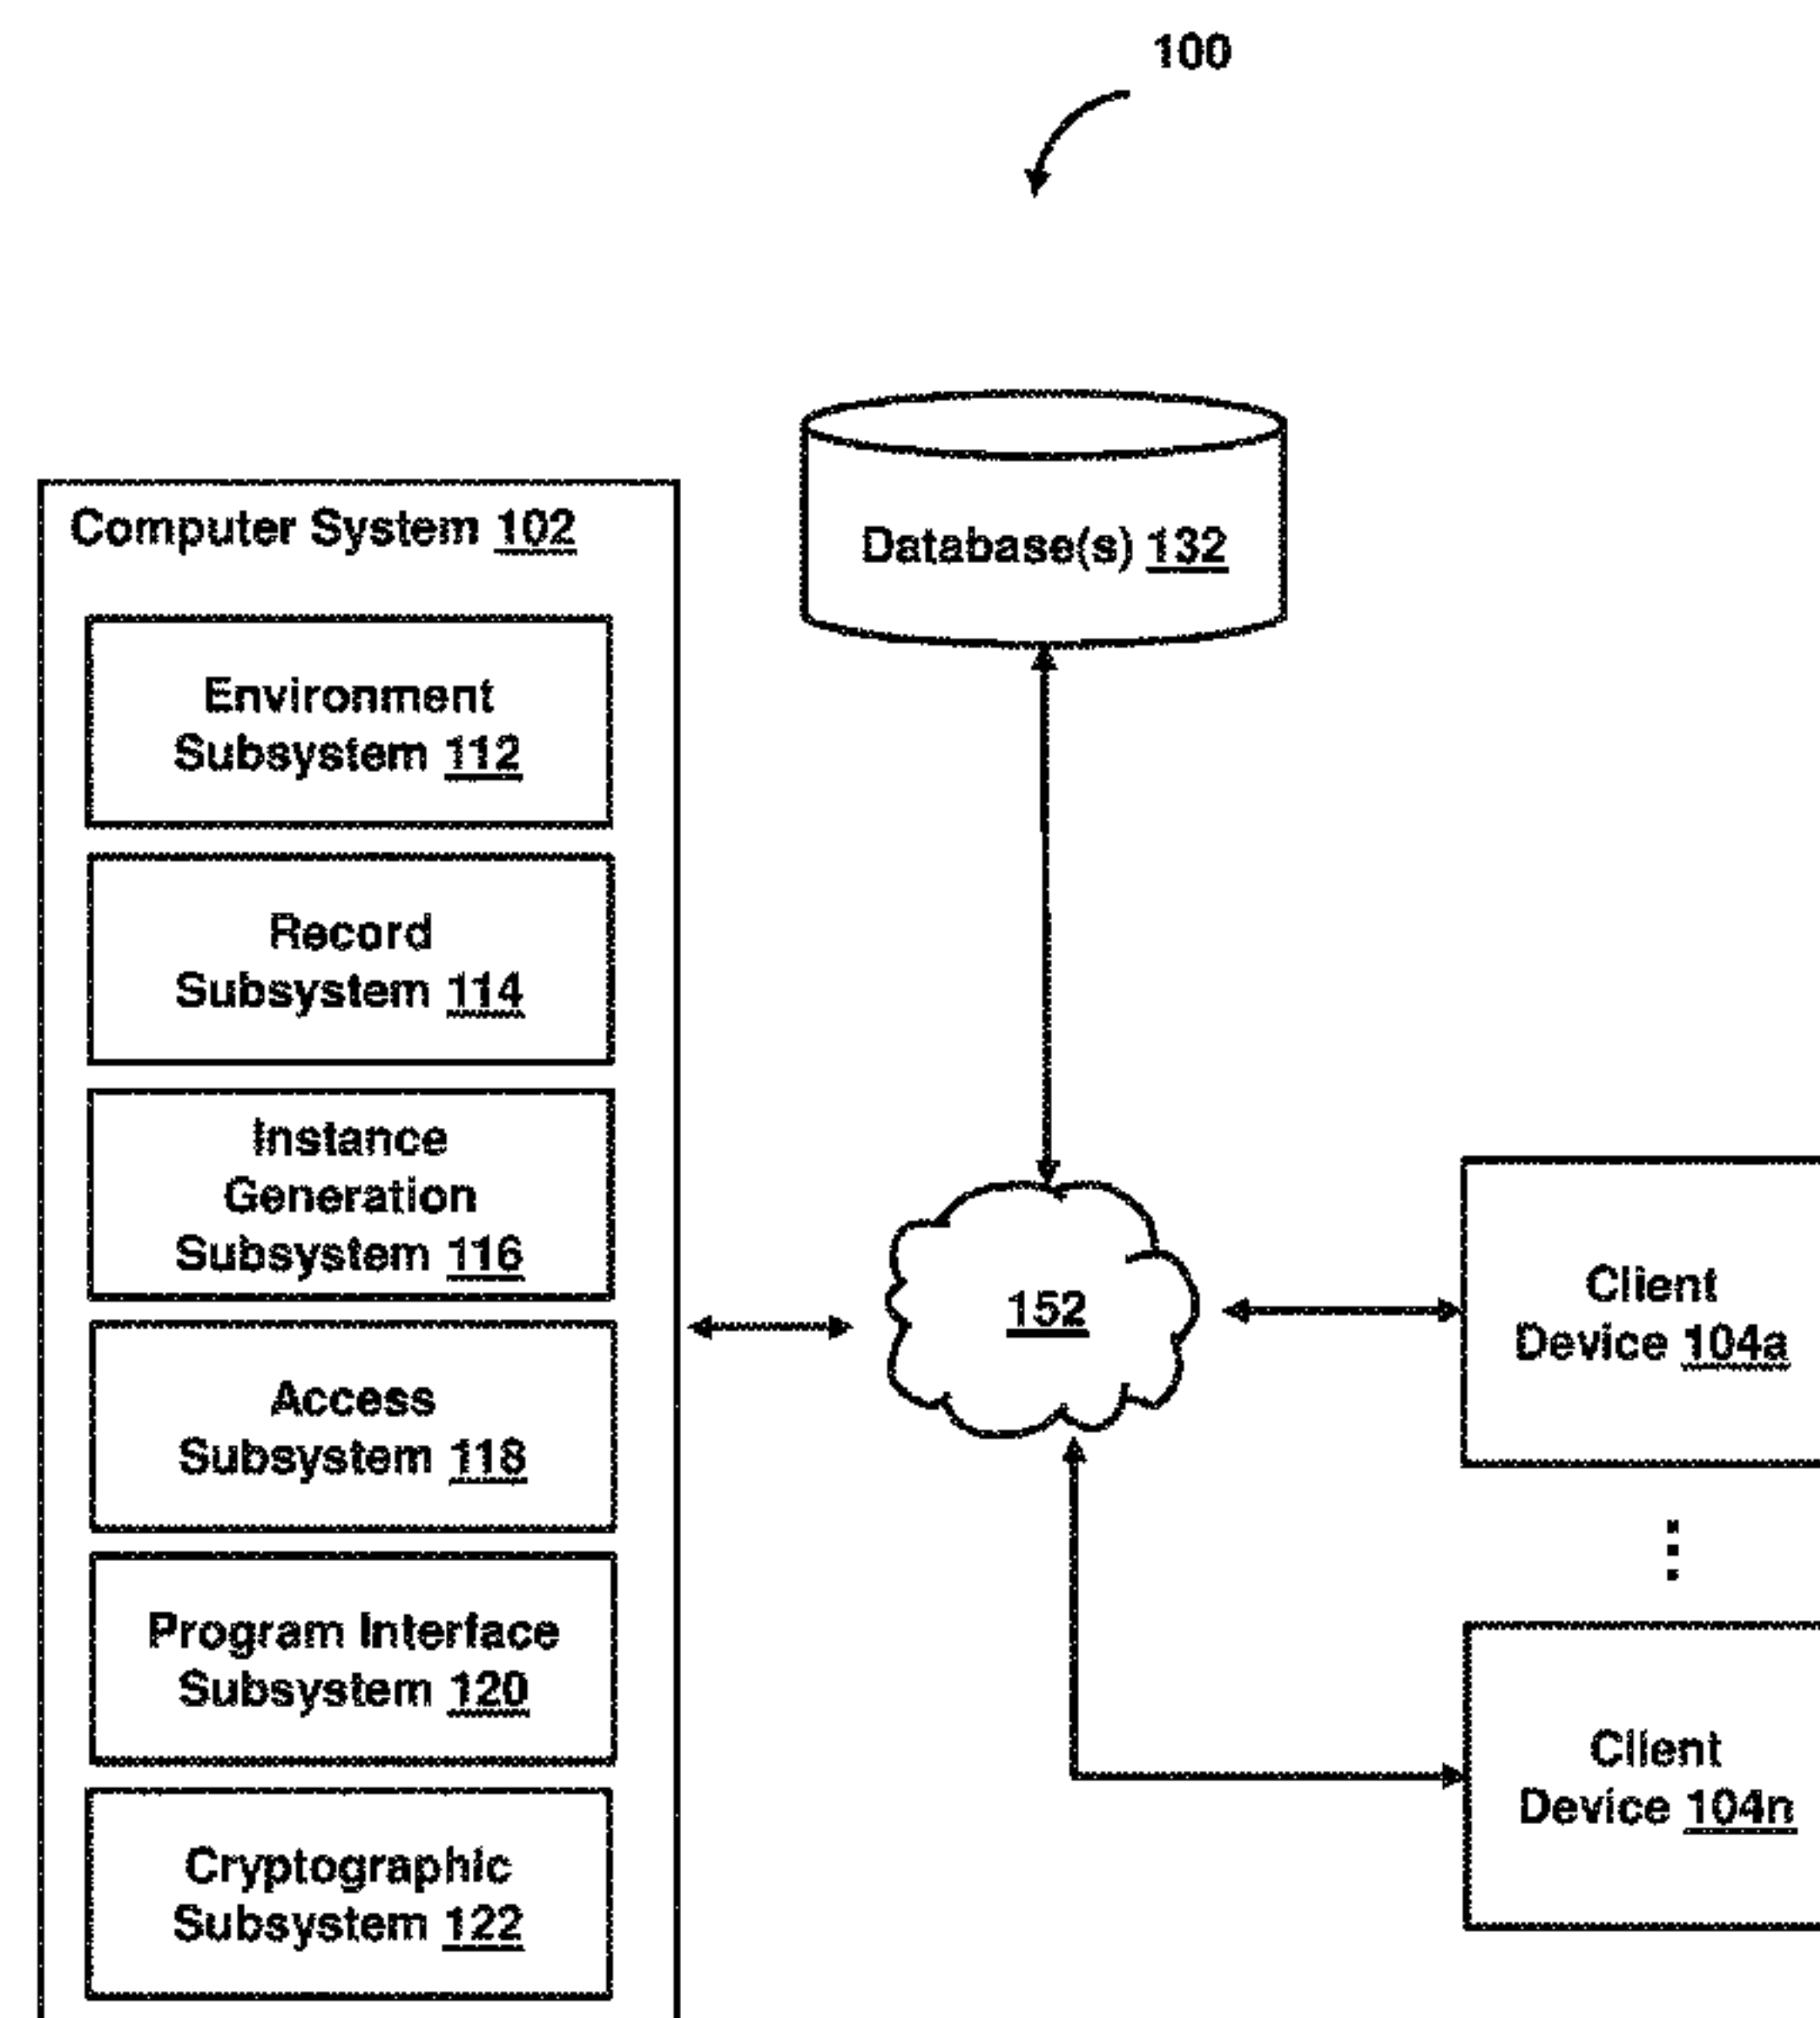 100
Computer System 102
Environment
Subsystem 112
Record
Subsystem 114
Instance
Generation
Subsystem 116
Access
Subsystem 118
Program Interface
Subsystem 120
Cryptographic
Subsystem 122
Database(s) 132
152
Client
Device 104a
Client
Device 104n